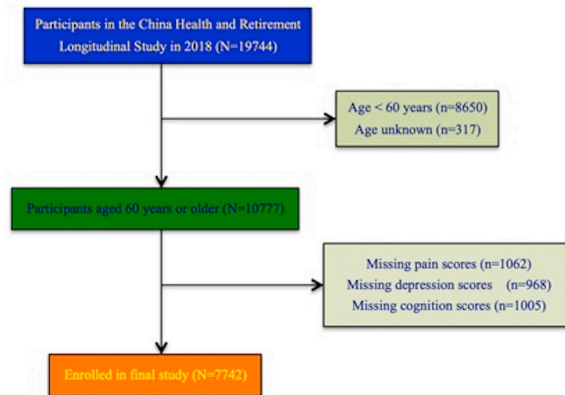 Participants in the China Health and Retirement
Longitudinal Study in 2018 (N=19744)
Age < 60 years (n=8650)
Age unknown (n=317)
Participants aged 60 years or older (N=10777)
Missing pain scores (n=1062)
Missing depression scores (n=968)
Missing cognition scores (n=1005)
Enrolled in final study (N=7742)